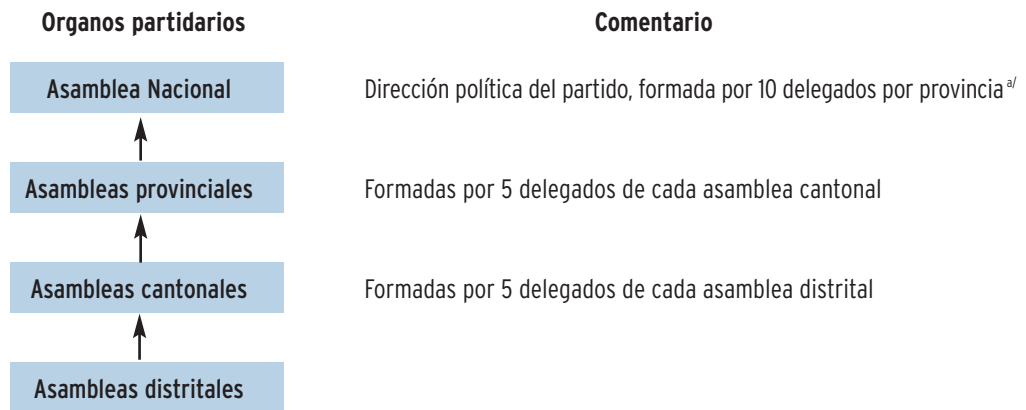 Organos partidarios Comentario
Asamblea Nacional Dirección política del partido, formada por 10 delegados por provincia a/
Asambleas provinciales Formadas por 5 delegados de cada asamblea cantonal
Asambleas cantonales Formadas por 5 delegados de cada asamblea distrital
Asambleas distritales